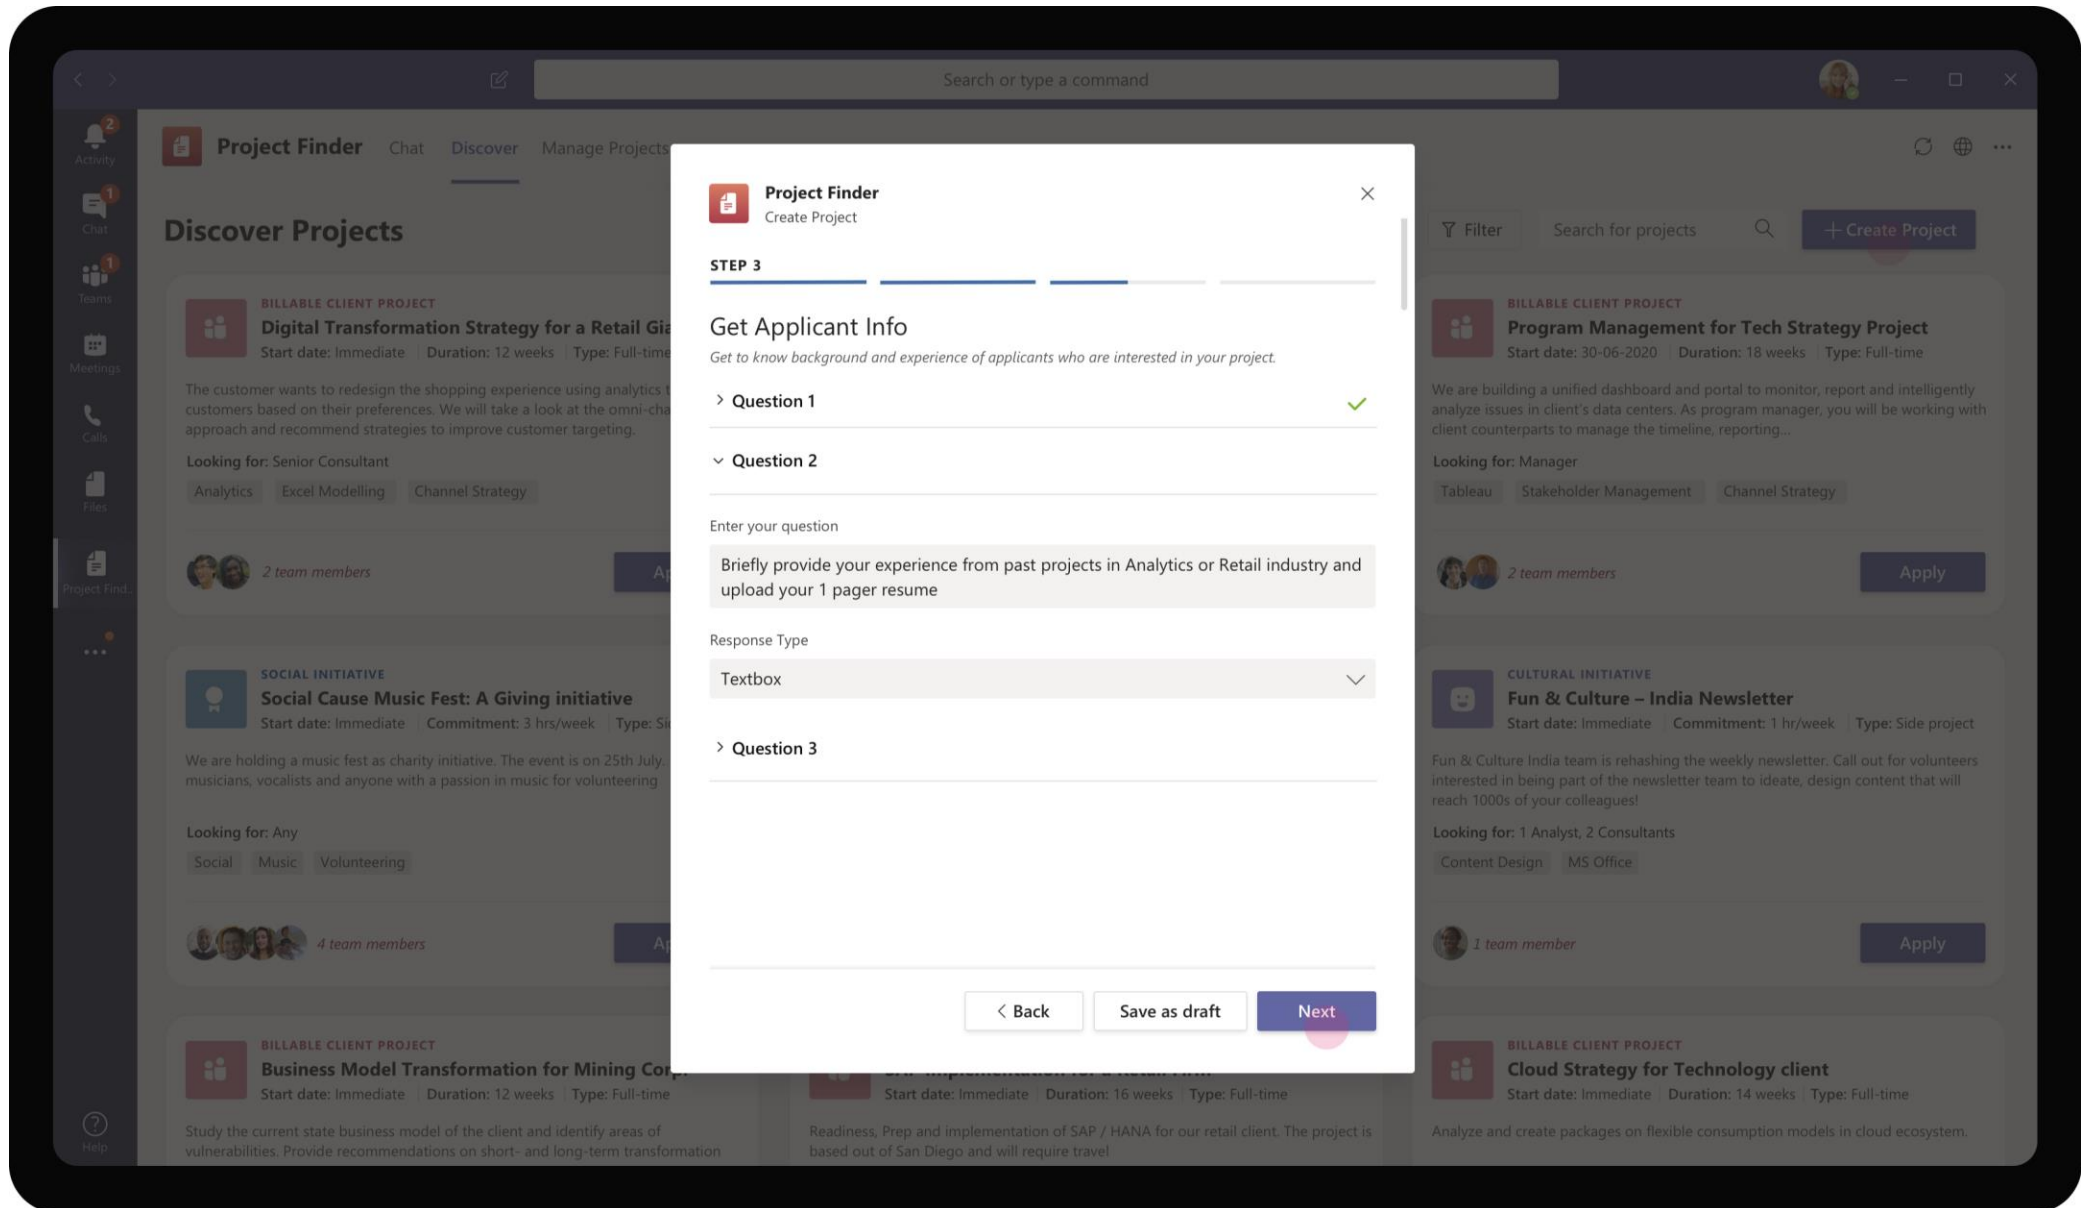 Search or type a command
2
Activity
1
Chat
1
Teams
Meetings
Calls
Files
Project Find..
Help
Project Finder
Chat
Discover
Manage Projects
Discover Projects
Filter
Search for projects
Create Project
BILLABLE CLIENT PROJECT
Digital Transformation Strategy for a Retail Gia
Start date: Immediate Duration: 12 weeks Type: Full-time
The customer wants to redesign the shopping experience using analytics t
customers based on their preferences. We will take a look at the omni-cha
approach and recommend strategies to improve customer targeting.
Looking for: Senior Consultant
Analytics Excel Modelling Channel Strategy
2 team members
Ap
BILLABLE CLIENT PROJECT
Program Management for Tech Strategy Project
Start date: 30-06-2020 Duration: 18 weeks Type: Full-time
We are building a unified dashboard and portal to monitor, report and intelligently
analyze issues in client's data centers. As program manager, you will be working with
client counterparts to manage the timeline, reporting...
Looking for: Manager
Tableau Stakeholder Management Channel Strategy
2 team members
Apply
SOCIAL INITIATIVE
Social Cause Music Fest: A Giving initiative
Start date: Immediate Commitment: 3 hrs/week Type: Si
We are holding a music fest as charity initiative. The event is on 25th July.
musicians, vocalists and anyone with a passion in music for volunteering
Looking for: Any
Social Music Volunteering
4 team members
Ap
CULTURAL INITIATIVE
Fun & Culture – India Newsletter
Start date: Immediate Commitment: 1 hr/week Type: Side project
Fun & Culture India team is rehashing the weekly newsletter. Call out for volunteers
interested in being part of the newsletter team to ideate, design content that will
reach 1000s of your colleagues!
Looking for: 1 Analyst, 2 Consultants
Content Design MS Office
1 team member
Apply
BILLABLE CLIENT PROJECT
Business Model Transformation for Mining Corp.
Start date: Immediate Duration: 12 weeks Type: Full-time
Study the current state business model of the client and identify areas of
vulnerabilities. Provide recommendations on short- and long-term transformation
Start date: Immediate Duration: 16 weeks Type: Full-time
Readiness, Prep and implementation of SAP / HANA for our retail client. The project is
based out of San Diego and will require travel
BILLABLE CLIENT PROJECT
Cloud Strategy for Technology client
Start date: Immediate Duration: 14 weeks Type: Full-time
Analyze and create packages on flexible consumption models in cloud ecosystem.
Project Finder
Create Project
STEP 3
Get Applicant Info
Get to know background and experience of applicants who are interested in your project.
Question 1
Question 2
Enter your question
Briefly provide your experience from past projects in Analytics or Retail industry and
upload your 1 pager resume
Response Type
Textbox
Question 3
Back
Save as draft
Next